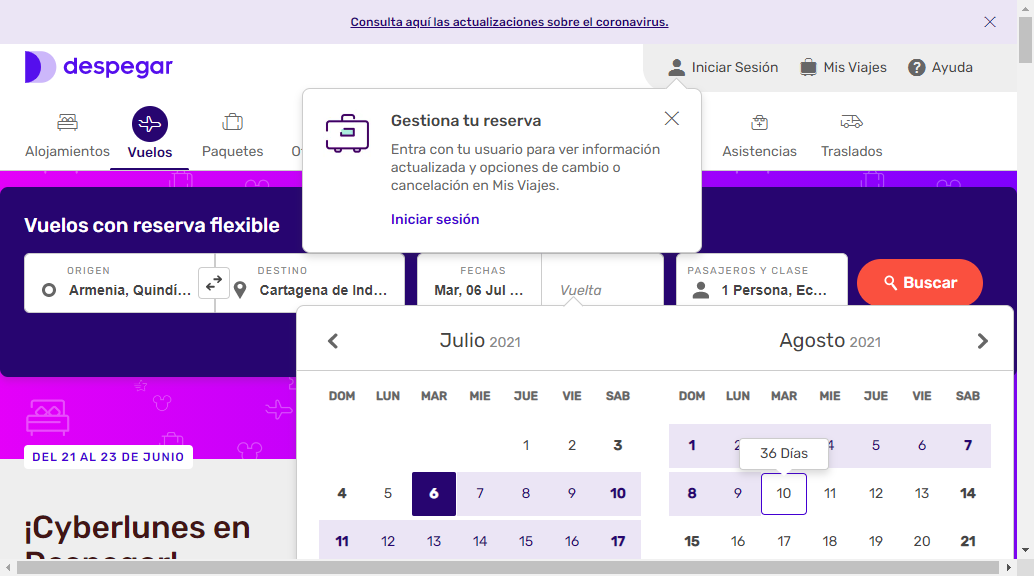 Consulta aquí las actualizaciones sobre el coronavirus.
despegar
Iniciar Sesión
Mis Viajes
Ayuda
Alojamientos
Vuelos
Paquetes
Asistencias
Traslados
Gestiona tu reserva
Entra con tu usuario para ver información
actualizada y opciones de cambio o
cancelación en Mis Viajes.
Iniciar sesión
Vuelos con reserva flexible
ORIGEN
Armenia, Quindí...
DESTINO
Cartagena de Ind...
FECHAS
Mar, 06 Jul ...
Vuelta
PASAJEROS Y CLASE
1 Persona, Ec...
Buscar
Julio 2021
Agosto 2021
DOM LUN MAR MIE JUE VIE SAB
DOM LUN MAR MIE JUE VIE SAB
1 2 3
1 2 4 5 6 7
36 Días
4 5 6 7 8 9 10
8 9 10 11 12 13 14
11 12 13 14 15 16 17
15 16 17 18 19 20 21
DEL 21 AL 23 DE JUNIO
¡Cyberlunes en
Despegar!